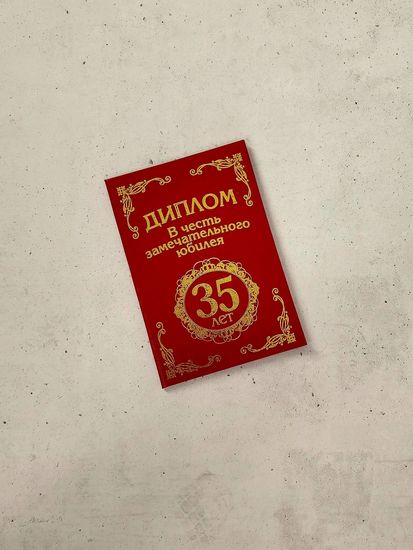 ДИПЛОМ
В честь
замечательного
юбилея
35
лет